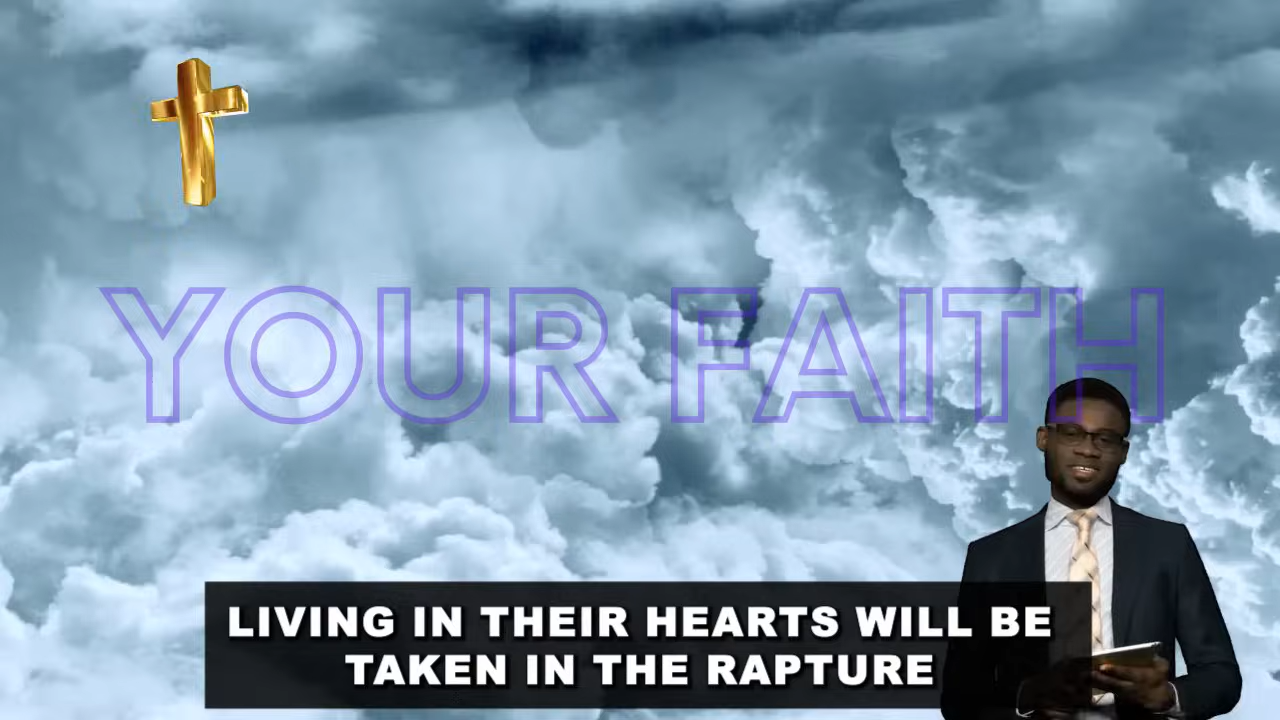 YOUR FAITH
LIVING IN THEIR HEARTS WILL BE
TAKEN IN THE RAPTURE